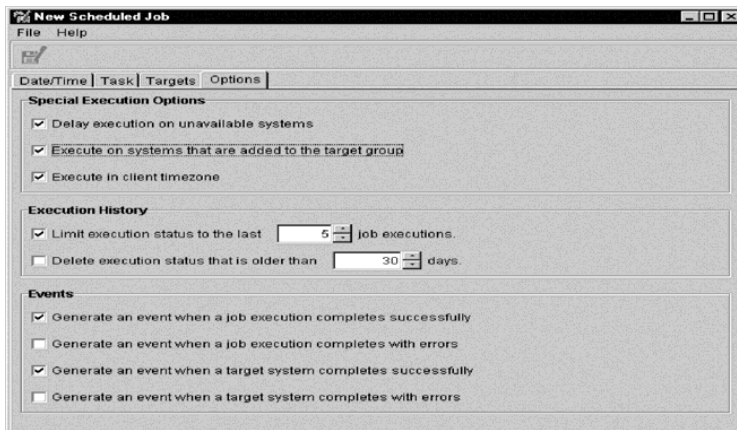 New Scheduled Job
File Help
Date/Time Task Targets Options
Special Execution Options
Delay execution on unavailable systems
Execute on systems that are added to the target group
Execute in client timezone
Execution History
Limit execution status to the last 5 job executions.
Delete execution status that is older than 30 days.
Events
Generate an event when a job execution completes successfully
Generate an event when a job execution completes with errors
Generate an event when a target system completes successfully
Generate an event when a target system completes with errors